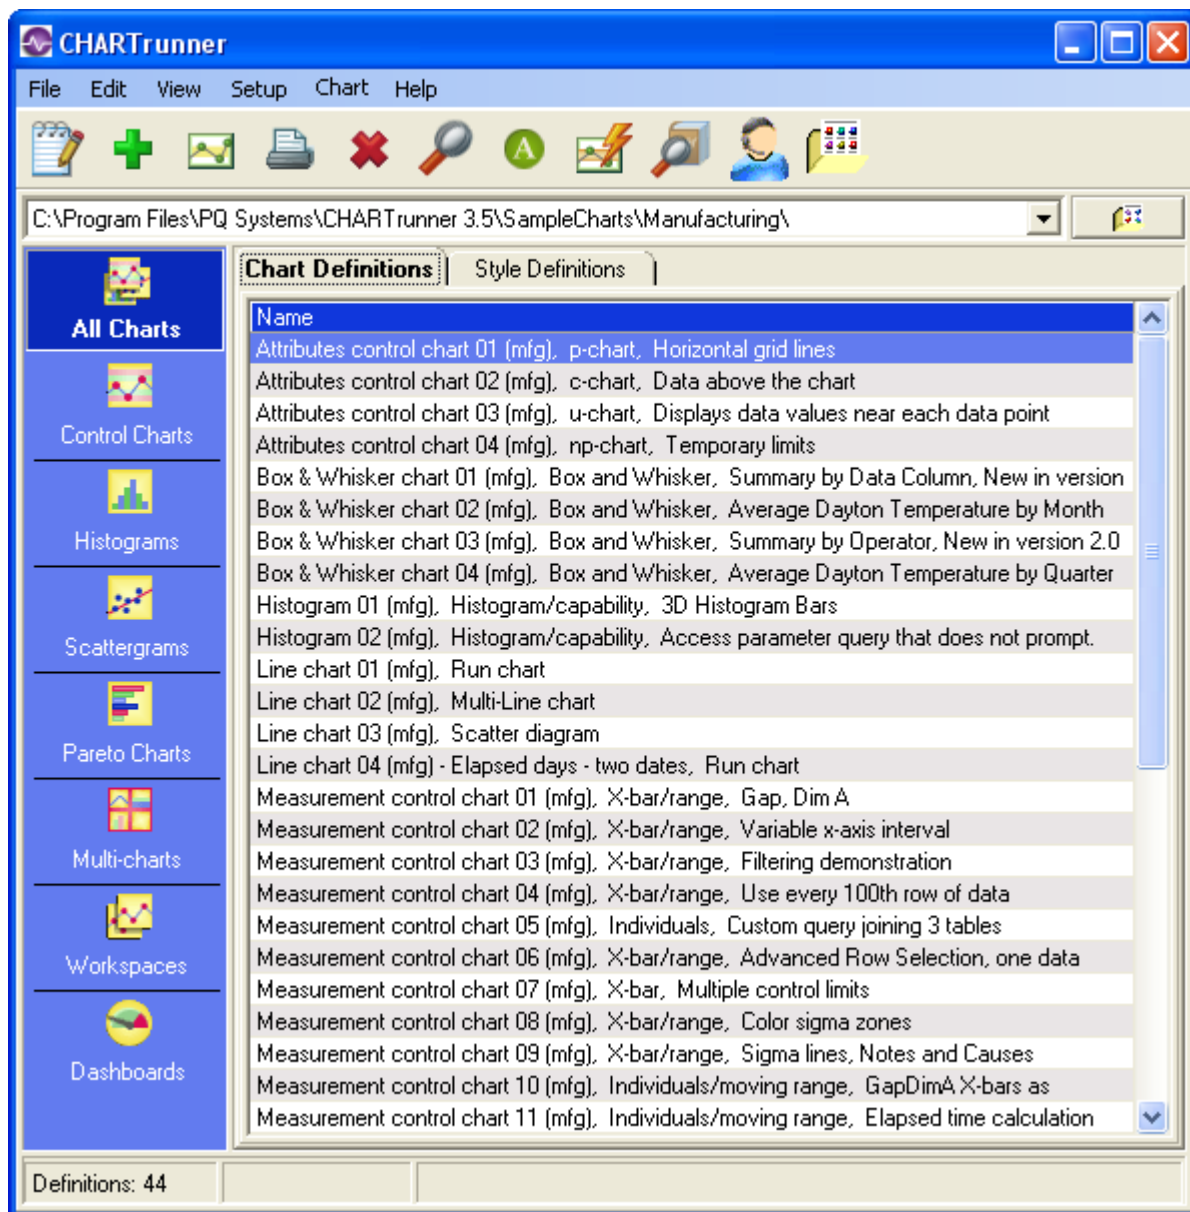 CHARTrunner
File Edit View Setup Chart Help
A
C:\Program Files\PQ Systems\CHARTrunner 3.5\SampleCharts\Manufacturing\
All Charts
Control Charts
Histograms
Scattergrams
Pareto Charts
Multi-charts
Workspaces
Dashboards
Chart Definitions Style Definitions
Name
Attributes control chart 01 (mfg), p-chart, Horizontal grid lines
Attributes control chart 02 (mfg), c-chart, Data above the chart
Attributes control chart 03 (mfg), u-chart, Displays data values near each data point
Attributes control chart 04 (mfg), np-chart, Temporary limits
Box & Whisker chart 01 (mfg), Box and Whisker, Summary by Data Column, New in version
Box & Whisker chart 02 (mfg), Box and Whisker, Average Dayton Temperature by Month
Box & Whisker chart 03 (mfg), Box and Whisker, Summary by Operator, New in version 2.0
Box & Whisker chart 04 (mfg), Box and Whisker, Average Dayton Temperature by Quarter
Histogram 01 (mfg), Histogram/capability, 3D Histogram Bars
Histogram 02 (mfg), Histogram/capability, Access parameter query that does not prompt.
Line chart 01 (mfg), Run chart
Line chart 02 (mfg), Multi-Line chart
Line chart 03 (mfg), Scatter diagram
Line chart 04 (mfg) - Elapsed days - two dates, Run chart
Measurement control chart 01 (mfg), X-bar/range, Gap, Dim A
Measurement control chart 02 (mfg), X-bar/range, Variable x-axis interval
Measurement control chart 03 (mfg), X-bar/range, Filtering demonstration
Measurement control chart 04 (mfg), X-bar/range, Use every 100th row of data
Measurement control chart 05 (mfg), Individuals, Custom query joining 3 tables
Measurement control chart 06 (mfg), X-bar/range, Advanced Row Selection, one data
Measurement control chart 07 (mfg), X-bar, Multiple control limits
Measurement control chart 08 (mfg), X-bar/range, Color sigma zones
Measurement control chart 09 (mfg), X-bar/range, Sigma lines, Notes and Causes
Measurement control chart 10 (mfg), Individuals/moving range, GapDimA X-bars as
Measurement control chart 11 (mfg), Individuals/moving range, Elapsed time calculation
Definitions: 44